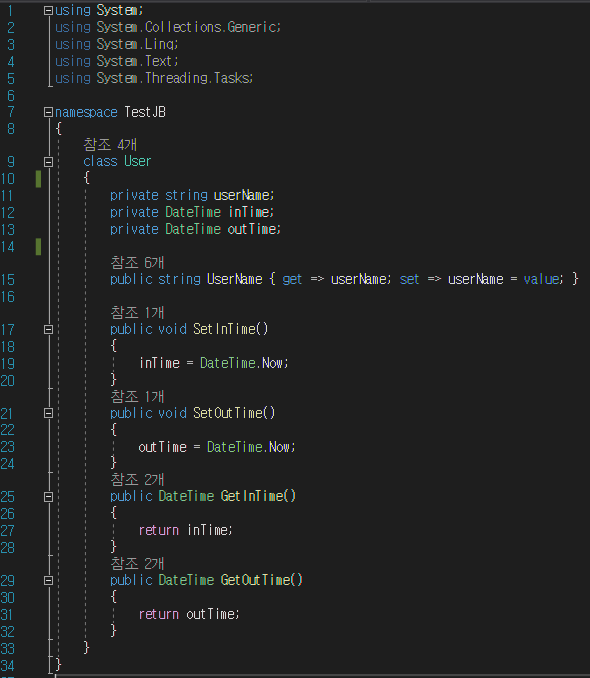 1 using System;
2 using System.Collections.Generic;
3 using System.Linq;
4 using System.Text;
5 using System.Threading.Tasks;
6
7 namespace TestJB
8 {
참조 4개
9 class User
10 {
11 private string userName;
12 private DateTime inTime;
13 private DateTime outTime;
14
참조 6개
15 public string UserName { get => userName; set => userName = value; }
16
참조 1개
17 public void SetInTime()
18 {
19 inTime = DateTime.Now;
20 }
참조 1개
21 public void SetOutTime()
22 {
23 outTime = DateTime.Now;
24 }
참조 2개
25 public DateTime GetInTime()
26 {
27 return inTime;
28 }
참조 2개
29 public DateTime GetOutTime()
30 {
31 return outTime;
32 }
33 }
34 }